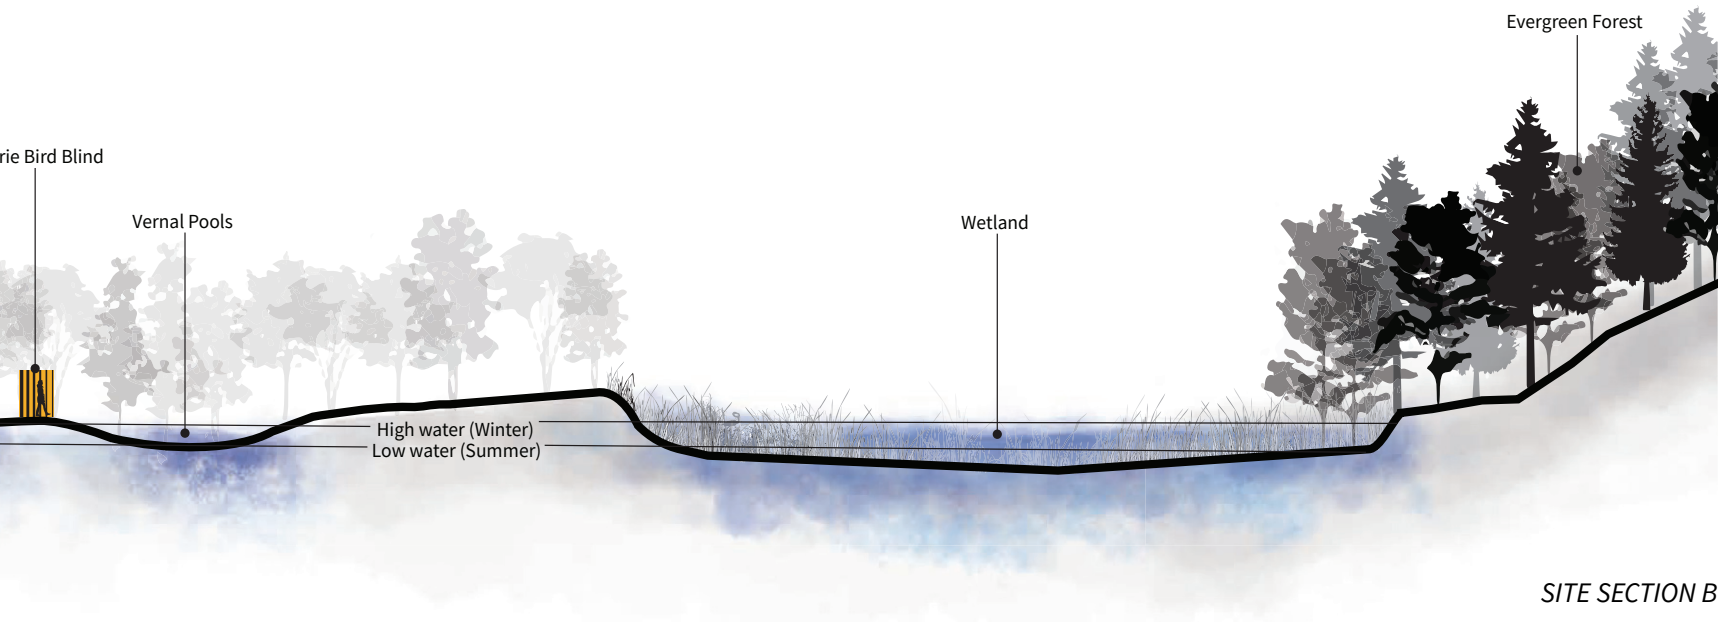 Evergreen Forest
rie Bird Blind
Vernal Pools
Wetland
High water (Winter)
Low water (Summer)
SITE SECTION B